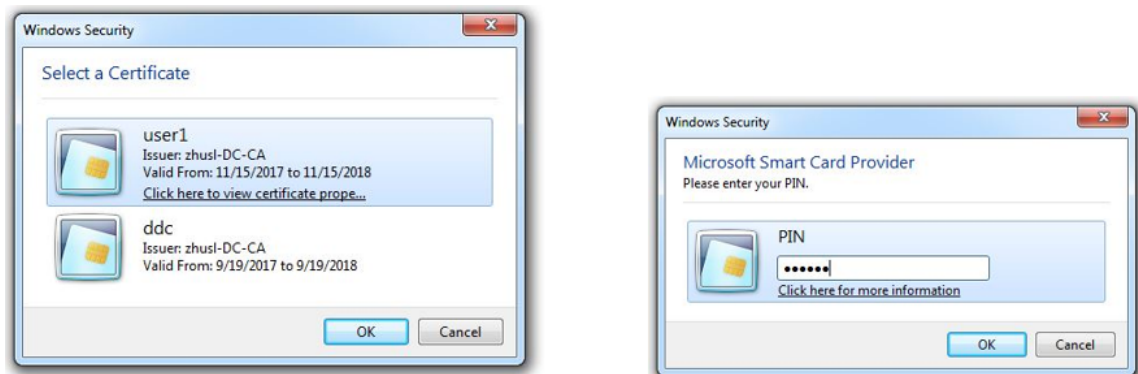 Windows Security
Select a Certificate
user1
Issuer: zhusl-DC-CA
Valid From: 11/15/2017 to 11/15/2018
Click here to view certificate prope...
ddc
Issuer: zhusl-DC-CA
Valid From: 9/19/2017 to 9/19/2018
OK
Cancel
Windows Security
Microsoft Smart Card Provider
Please enter your PIN.
PIN
••••••
Click here for more information
OK
Cancel